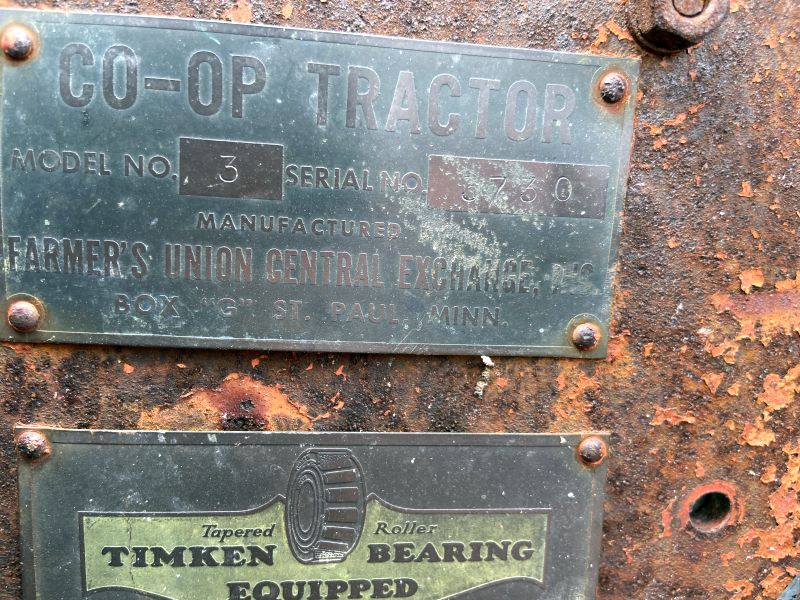 CO-OP TRACTOR
MODEL NO. 3 SERIAL NO.
MANUFACTURED
FARMER'S UNION CENTRAL EXCHANGE, INC.
BOX "G" ST. PAUL, MINN.
Tapered Roller
TIMKEN BEARING
EQUIPPED